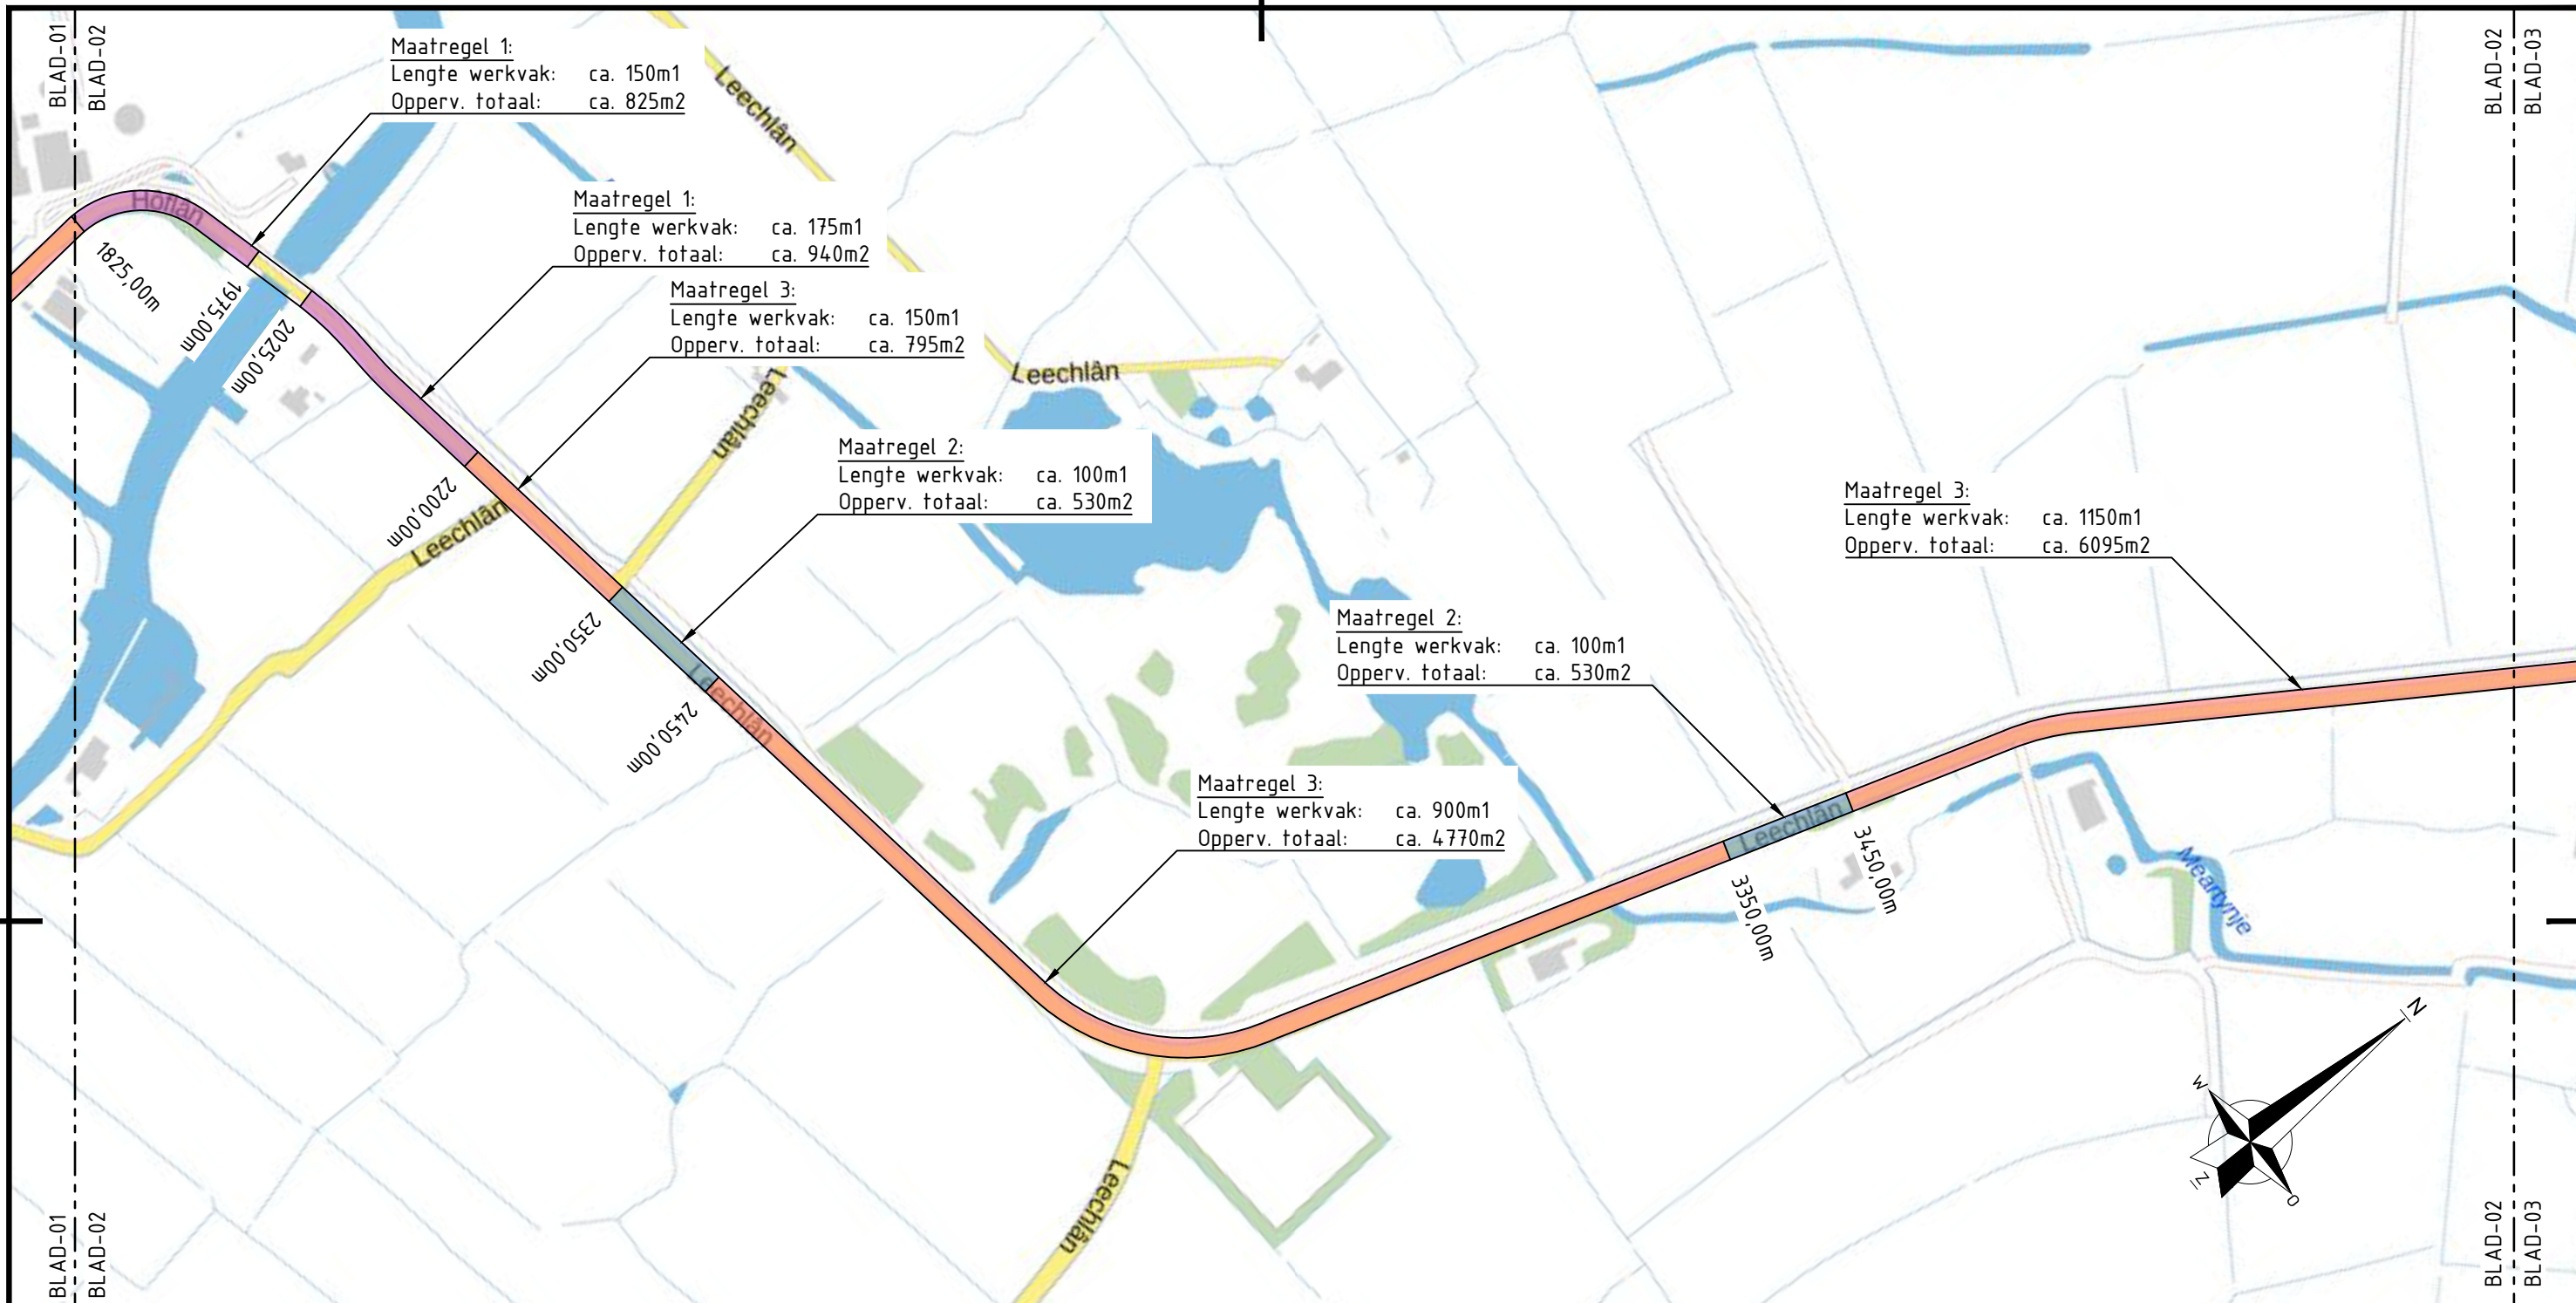 BLAD-01
BLAD-02
BLAD-02
BLAD-03
Maatregel 1:
Lengte werkvak: ca. 150m1
Opperv. totaal: ca. 825m2
Leechlân
Maatregel 1:
Lengte werkvak: ca. 175m1
Opperv. totaal: ca. 940m2
Hoflân
1825,00m
1975,00m
2025,00m
Maatregel 3:
Lengte werkvak: ca. 150m1
Opperv. totaal: ca. 795m2
Leechlân
Leechlân
Maatregel 2:
Lengte werkvak: ca. 100m1
Opperv. totaal: ca. 530m2
2200,00m
Leechlân
Maatregel 3:
Lengte werkvak: ca. 1150m1
Opperv. totaal: ca. 6095m2
2350,00m
Maatregel 2:
Lengte werkvak: ca. 100m1
Opperv. totaal: ca. 530m2
Leechlân
2450,00m
Maatregel 3:
Lengte werkvak: ca. 900m1
Opperv. totaal: ca. 4770m2
Leechlân
3350,00m
3450,00m
Meartynje
Leechlân
N
W
Z
O
BLAD-01
BLAD-02
BLAD-02
BLAD-03